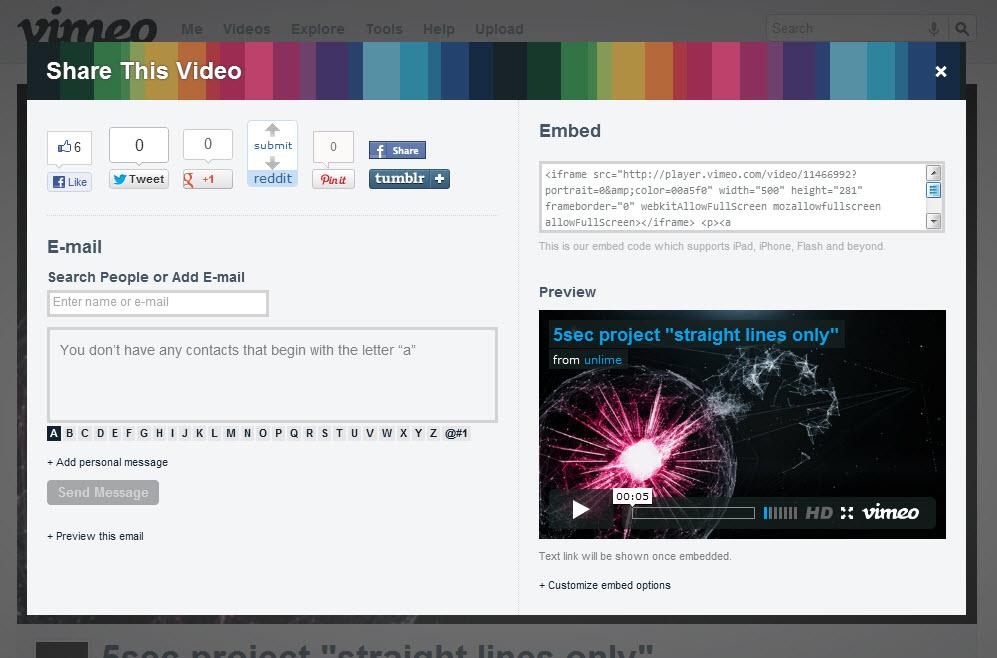 vimeo Me Videos Explore Tools Help Upload Search
Share This Video ×
6 0 0 submit 0 f Share
Like Tweet g +1 reddit Pin it tumblr +
E-mail
Search People or Add E-mail
Enter name or e-mail
You don’t have any contacts that begin with the letter “a”
A B C D E F G H I J K L M N O P Q R S T U V W X Y Z @#1
+ Add personal message
Send Message
+ Preview this email
Embed
<iframe src="http://player.vimeo.com/video/11466992?
portrait=0&amp;color=00a5f0" width="500" height="281"
frameborder="0" webkitAllowFullScreen mozallowfullscreen
allowFullScreen></iframe> <p><a
This is our embed code which supports iPad, iPhone, Flash and beyond.
Preview
5sec project "straight lines only"
from unlime
00:05
HD vimeo
Text link will be shown once embedded.
+ Customize embed options
5sec project "straight lines only"